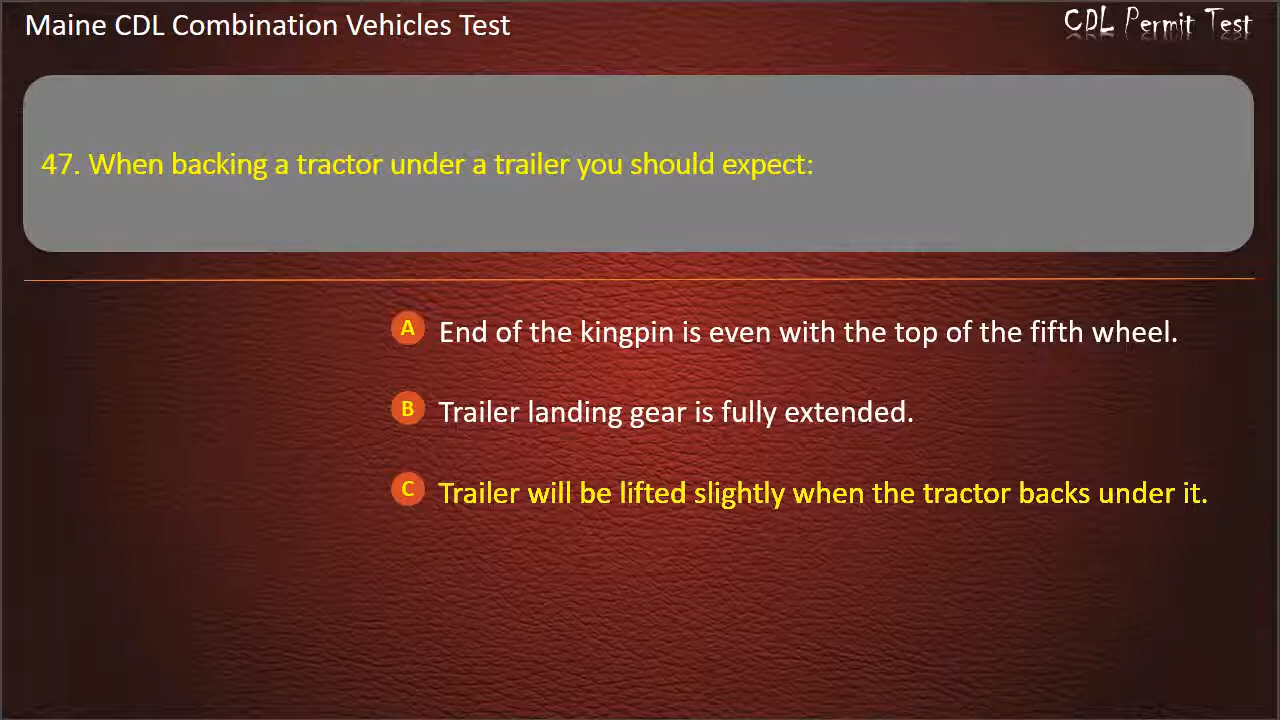 Maine CDL Combination Vehicles Test
CDL Permit Test
47. When backing a tractor under a trailer you should expect:
A End of the kingpin is even with the top of the fifth wheel.
B Trailer landing gear is fully extended.
C Trailer will be lifted slightly when the tractor backs under it.